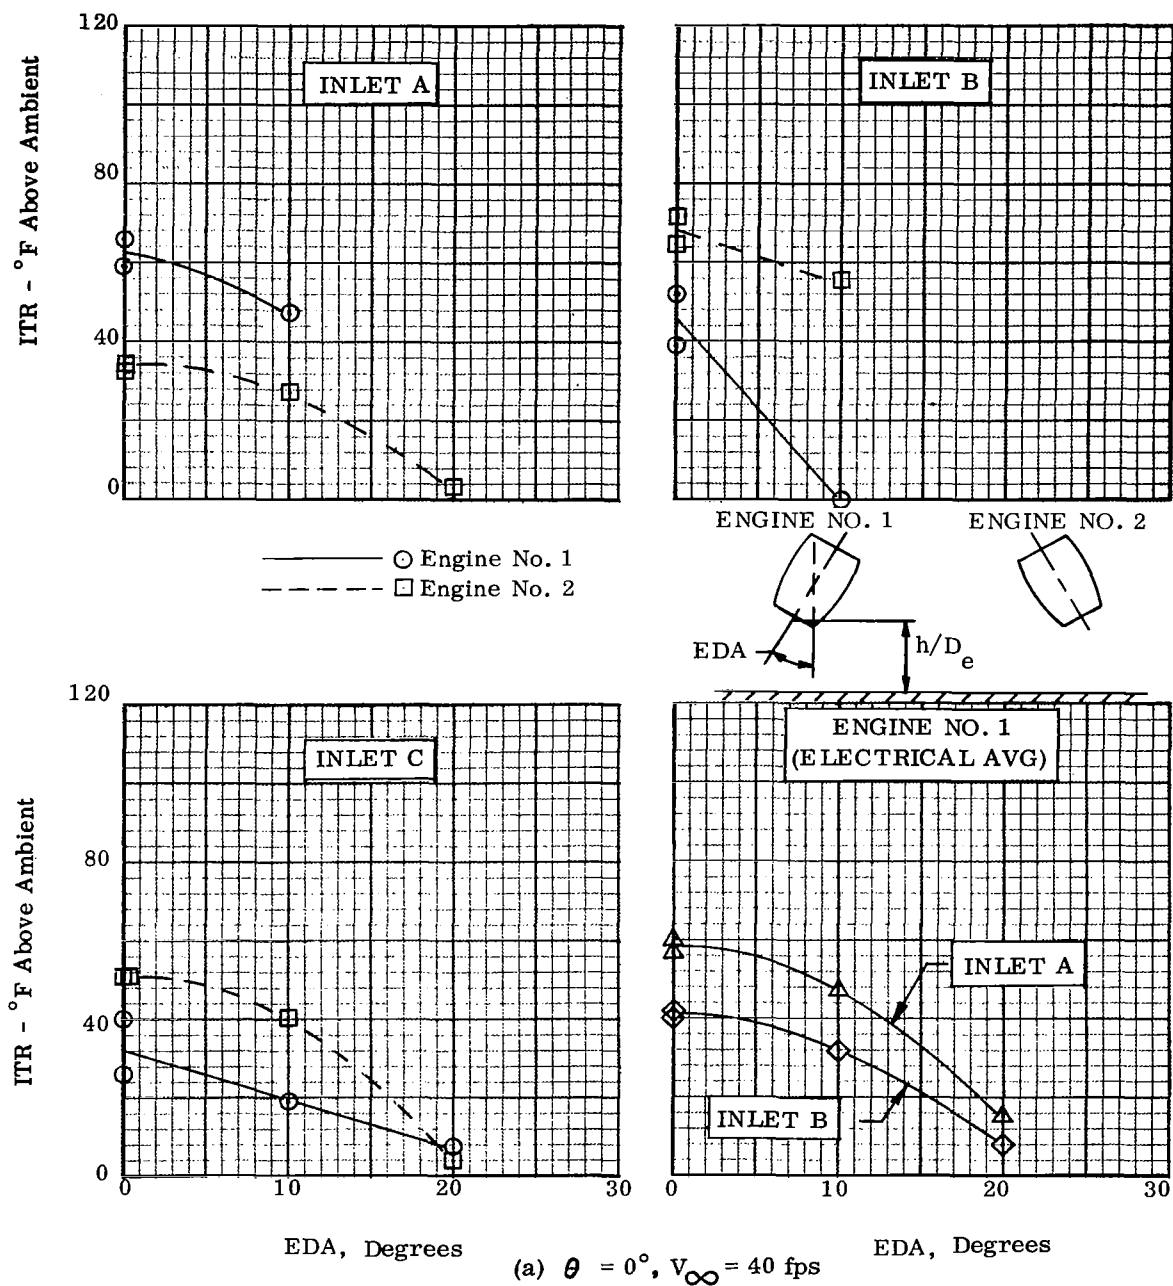 120
80
40
0
ITR - °F Above Ambient
INLET A
INLET B
Engine No. 1
Engine No. 2
ENGINE NO. 1
ENGINE NO. 2
EDA
h/D_e
120
80
40
0
ITR - °F Above Ambient
INLET C
ENGINE NO. 1
(ELECTRICAL AVG)
INLET A
INLET B
0 10 20 30
0 10 20 30
EDA, Degrees
EDA, Degrees
(a) θ = 0°, V∞ = 40 fps